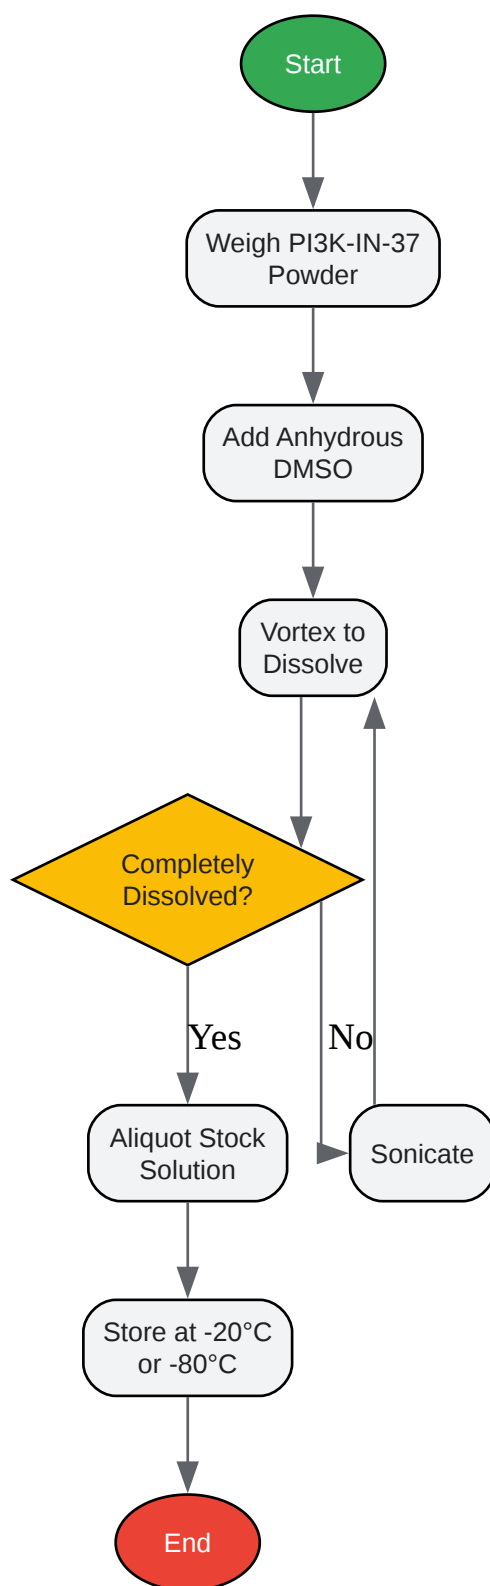 Start
Weigh PI3K-IN-37
Powder
Add Anhydrous
DMSO
Vortex to
Dissolve
Completely
Dissolved?
Yes
No
Aliquot Stock
Solution
Sonicate
Store at -20°C
or -80°C
End